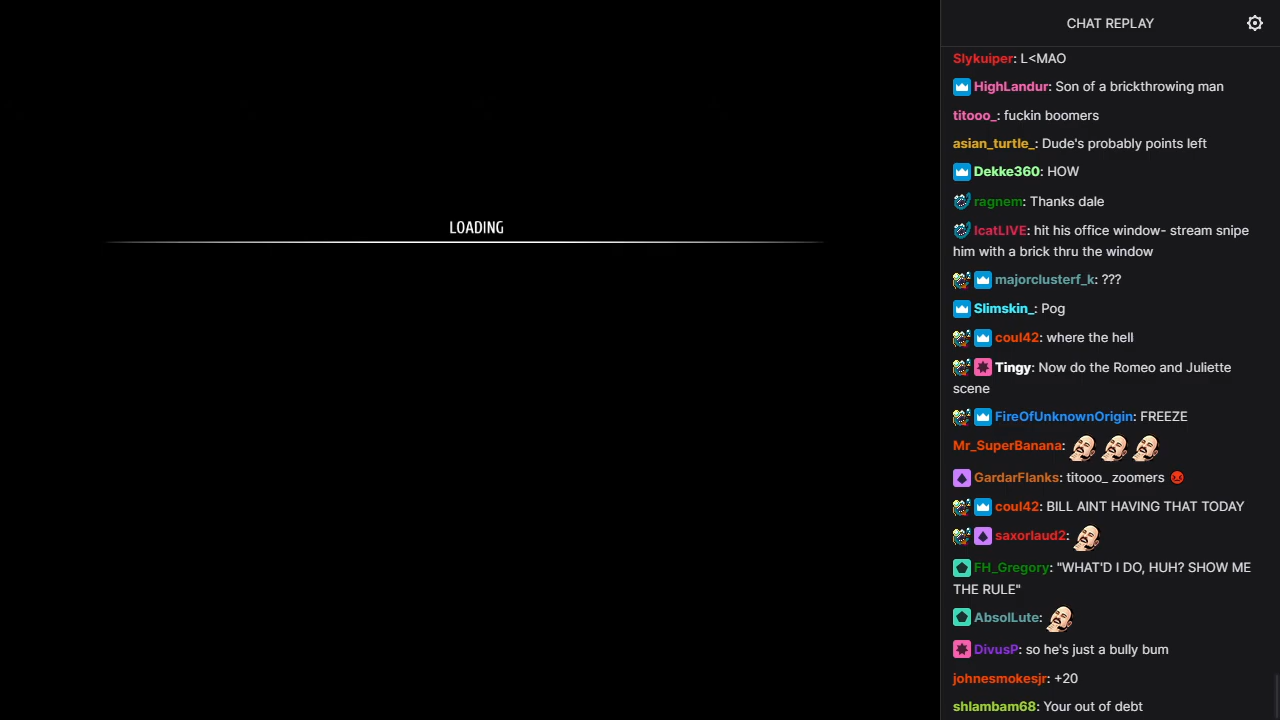 LOADING
CHAT REPLAY
Slykuiper: L<MAO
HighLandur: Son of a brickthrowing man
titooo_: fuckin boomers
asian_turtle_: Dude's probably points left
Dekke360: HOW
ragnem: Thanks dale
IcatLIVE: hit his office window- stream snipe
him with a brick thru the window
majorclusterf_k: ???
Slimskin_: Pog
coul42: where the hell
Tingy: Now do the Romeo and Juliette
scene
FireOfUnknownOrigin: FREEZE
Mr_SuperBanana:
GardarFlanks: titooo_ zoomers
coul42: BILL AINT HAVING THAT TODAY
saxorlaud2:
FH_Gregory: "WHAT'D I DO, HUH? SHOW ME
THE RULE"
AbsolLute:
DivusP: so he's just a bully bum
johnesmokesjr: +20
shlambam68: Your out of debt